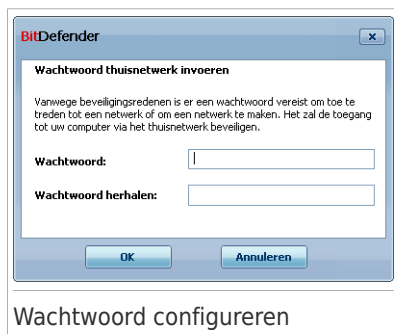 BitDefender
Wachtwoord thuisnetwerk invoeren
Vanwege beveiligingsredenen is er een wachtwoord vereist om toe te
treden tot een netwerk of om een netwerk te maken. Het zal de toegang
tot uw computer via het thuisnetwerk beveiligen.
Wachtwoord:
Wachtwoord herhalen:
OK Annuleren
Wachtwoord configureren